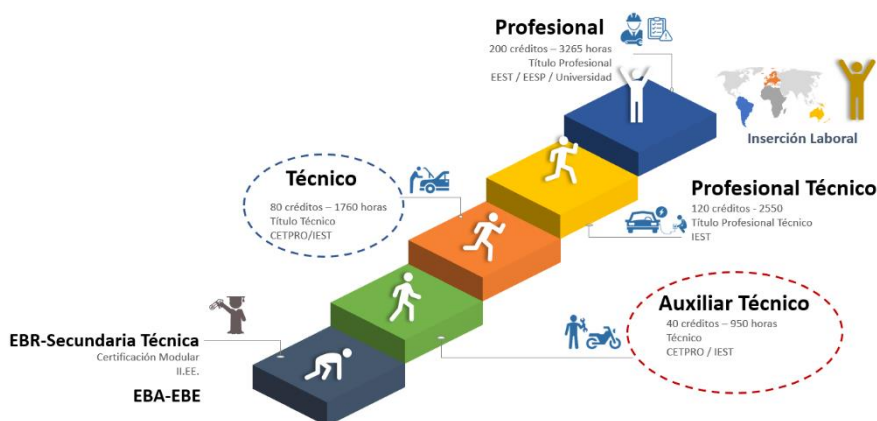 Profesional
200 créditos – 3265 horas
Título Profesional
EEST / EESP / Universidad
Inserción Laboral
Técnico
80 créditos – 1760 horas
Título Técnico
CETPRO/IEST
Profesional Técnico
120 créditos - 2550
Título Profesional Técnico
IEST
Auxiliar Técnico
40 créditos – 950 horas
Técnico
CETPRO / IEST
EBR-Secundaria Técnica
Certificación Modular
II.EE.
EBA-EBE